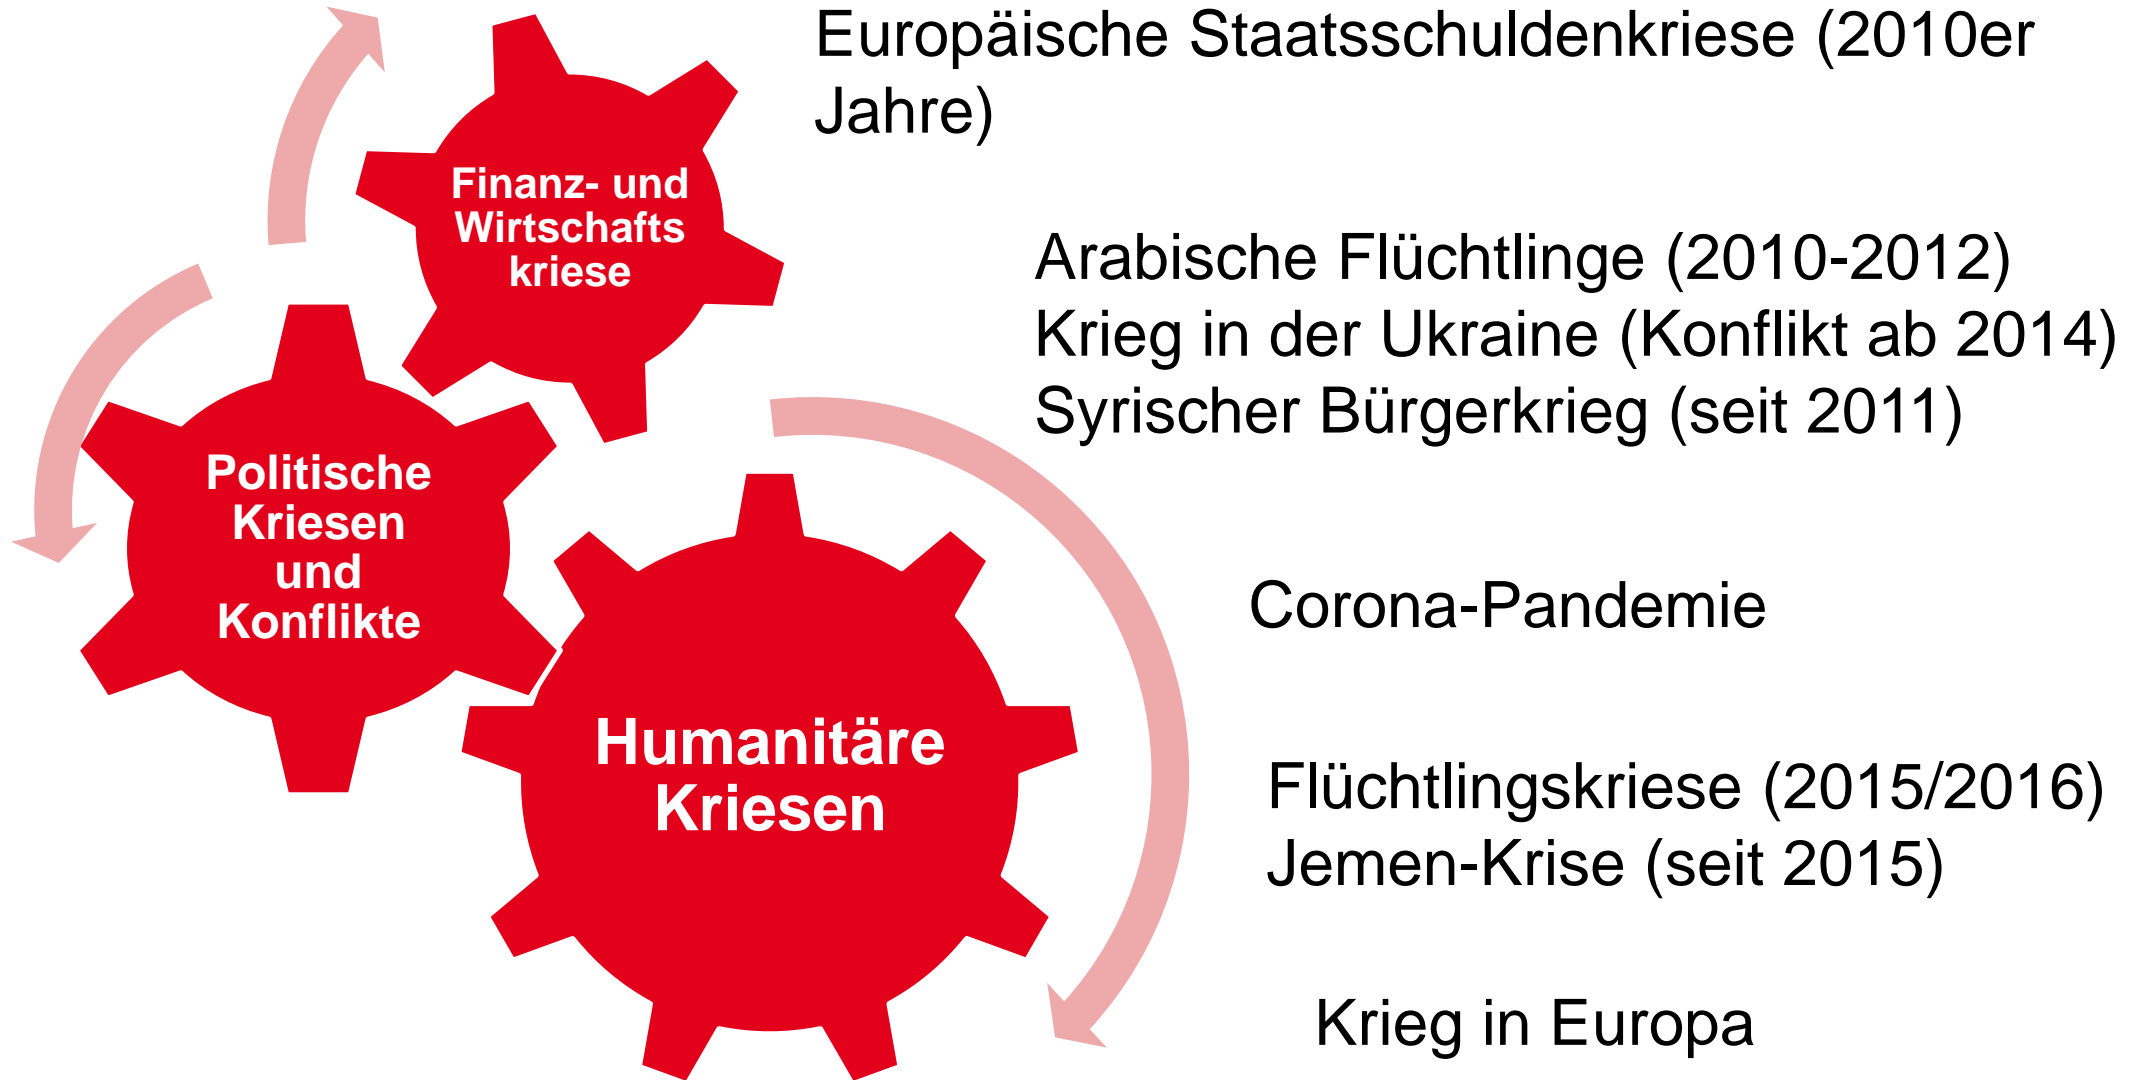 Europäische Staatsschuldenkriese (2010er
Jahre)
Finanz- und
Wirtschafts
kriese
Arabische Flüchtlinge (2010-2012)
Krieg in der Ukraine (Konflikt ab 2014)
Syrischer Bürgerkrieg (seit 2011)
Politische
Kriesen
und
Konflikte
Corona-Pandemie
Humanitäre
Kriesen
Flüchtlingskriese (2015/2016)
Jemen-Krise (seit 2015)
Krieg in Europa